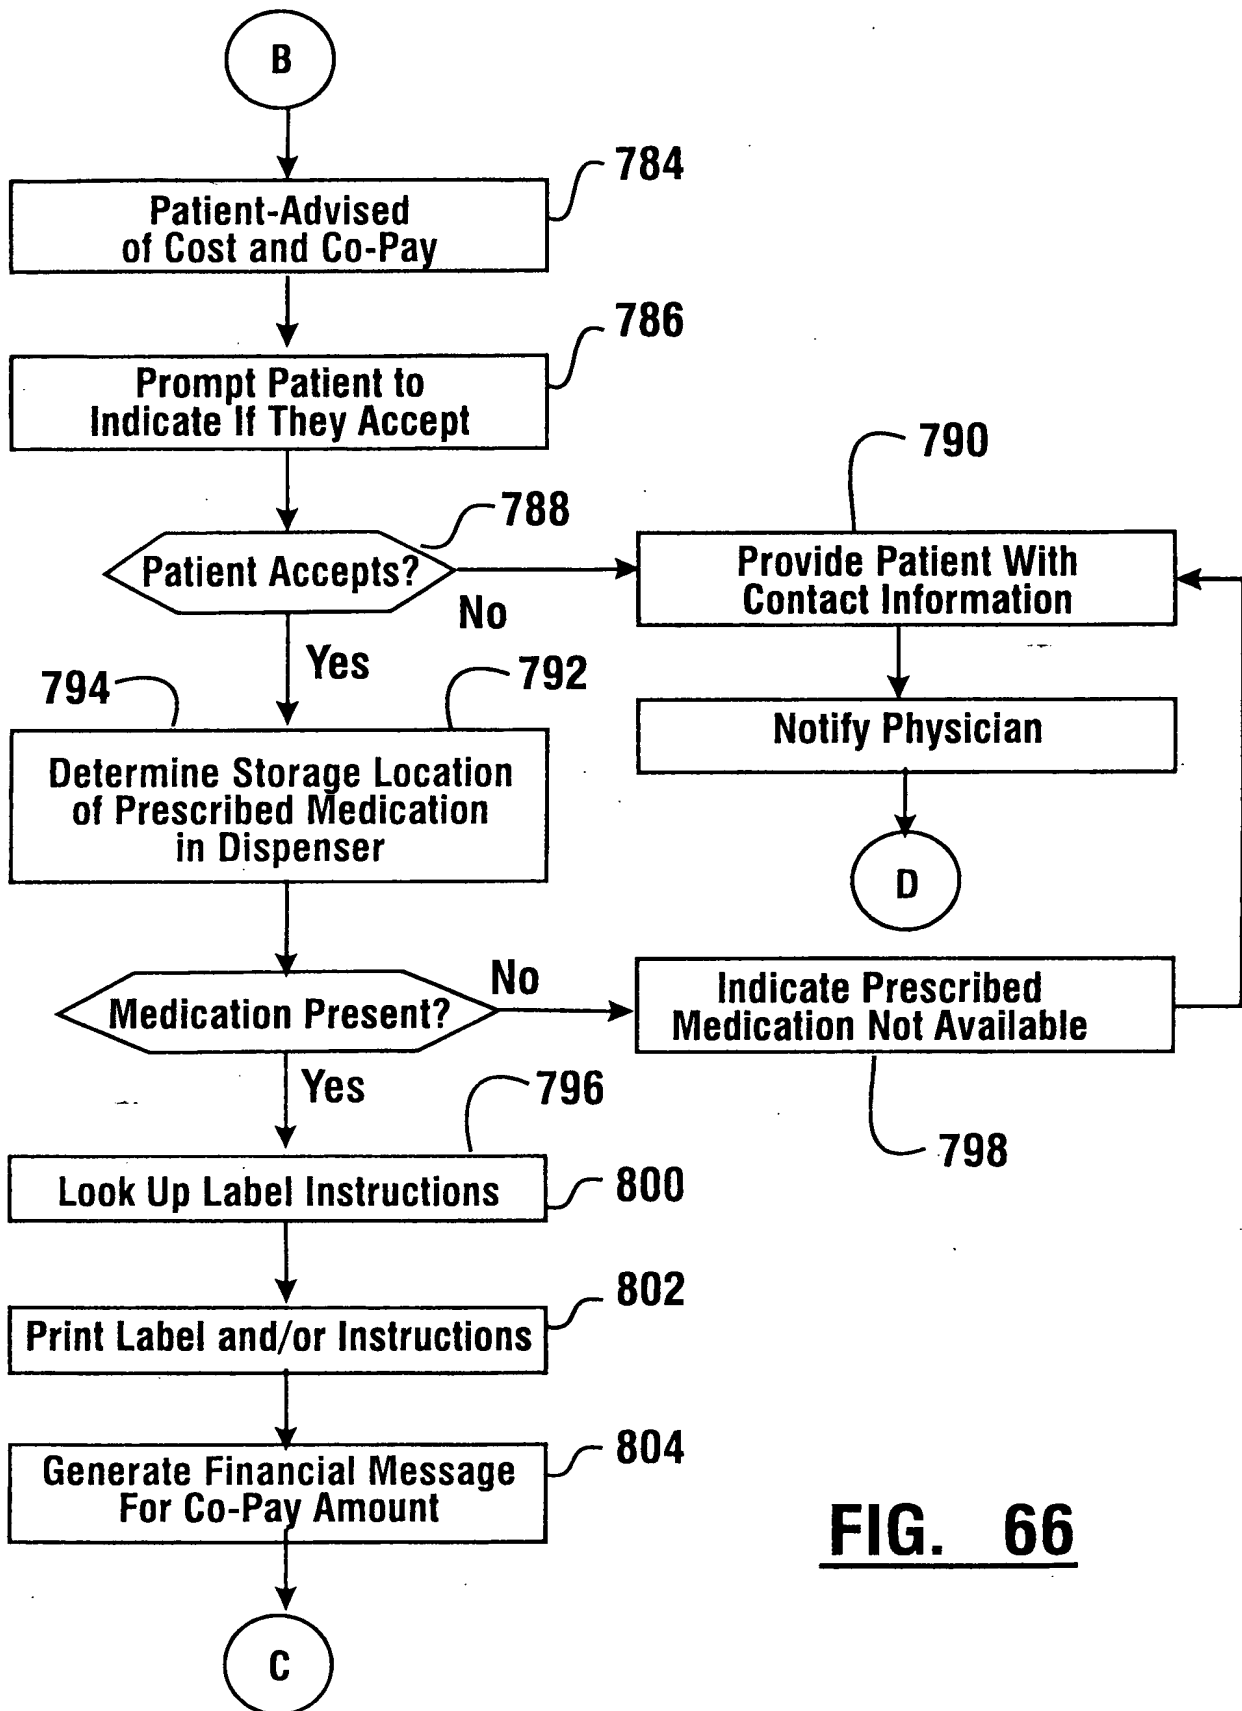 B
784
Patient-Advised
of Cost and Co-Pay
786
Prompt Patient to
Indicate If They Accept
788
Patient Accepts?
No
Yes
790
Provide Patient With
Contact Information
Notify Physician
D
794
792
Determine Storage Location
of Prescribed Medication
in Dispenser
Medication Present?
No
Yes
Indicate Prescribed
Medication Not Available
798
796
Look Up Label Instructions
800
802
Print Label and/or Instructions
804
Generate Financial Message
For Co-Pay Amount
C
FIG. 66